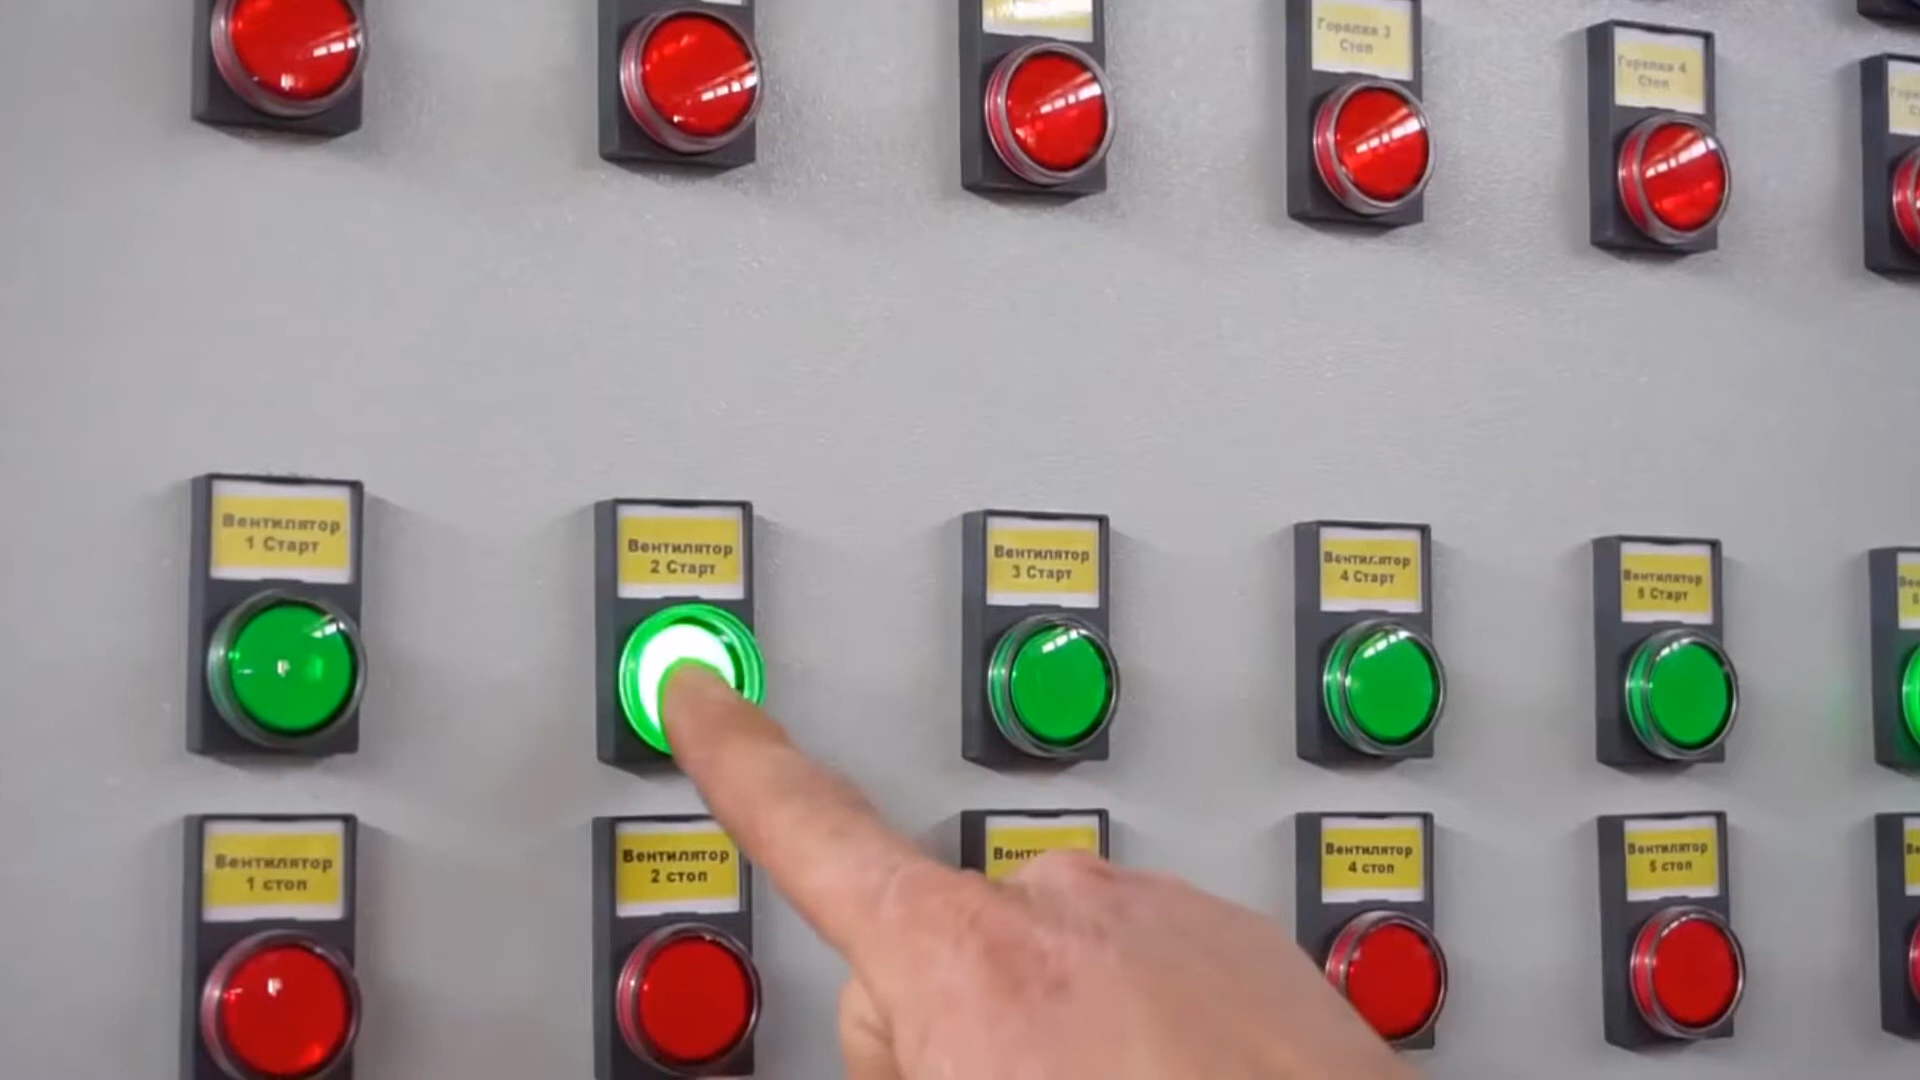 Горелка 3
Стоп
Горелка 4
Стоп
Вентилятор
1 Старт
Вентилятор
2 Старт
Вентилятор
3 Старт
Вентилятор
4 Старт
Вентилятор
5 Старт
Вентилятор
1 стоп
Вентилятор
2 стоп
Вентилятор
4 стоп
Вентилятор
5 стоп